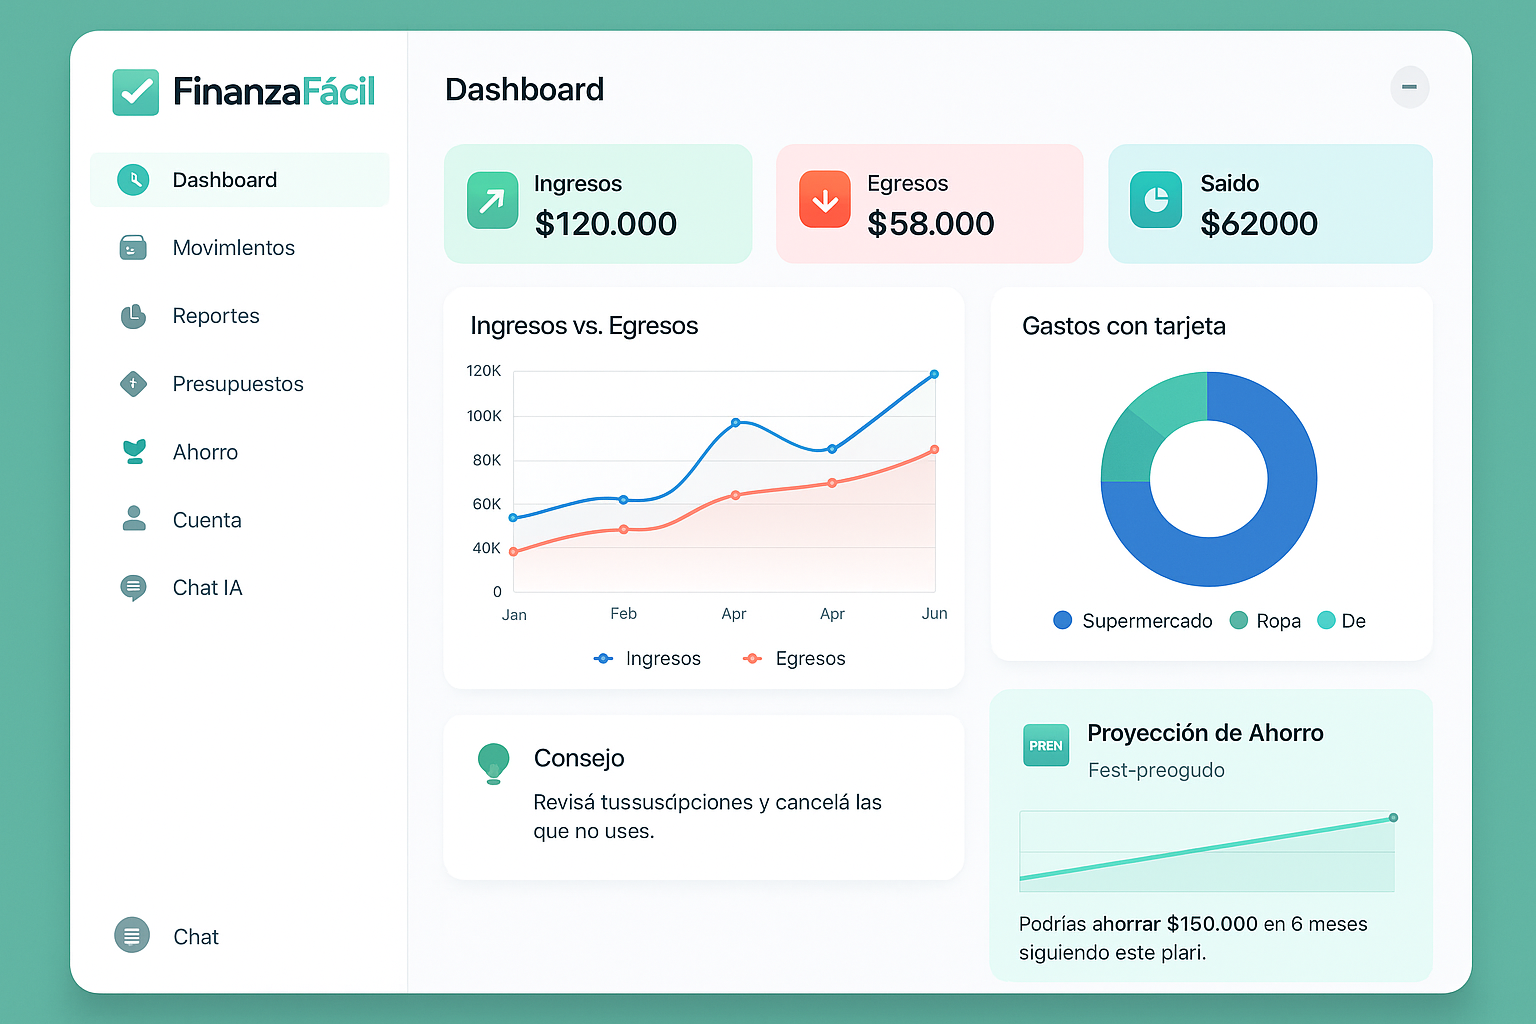 FinanzaFácil
Dashboard
Movimlentos
Reportes
Presupuestos
Ahorro
Cuenta
Chat IA
Chat
Dashboard
Ingresos
$120.000
Egresos
$58.000
Saido
$62000
Ingresos vs. Egresos
120K
100K
80K
60K
40K
0
Jan Feb Apr Apr Jun
Ingresos Egresos
Gastos con tarjeta
Supermercado Ropa De
Consejo
Revisá tussusćıpciones y cancelá las
que no uses.
PREN
Proyección de Ahorro
Fest-preogudo
Podrías ahorrar $150.000 en 6 meses
siguiendo este plari.